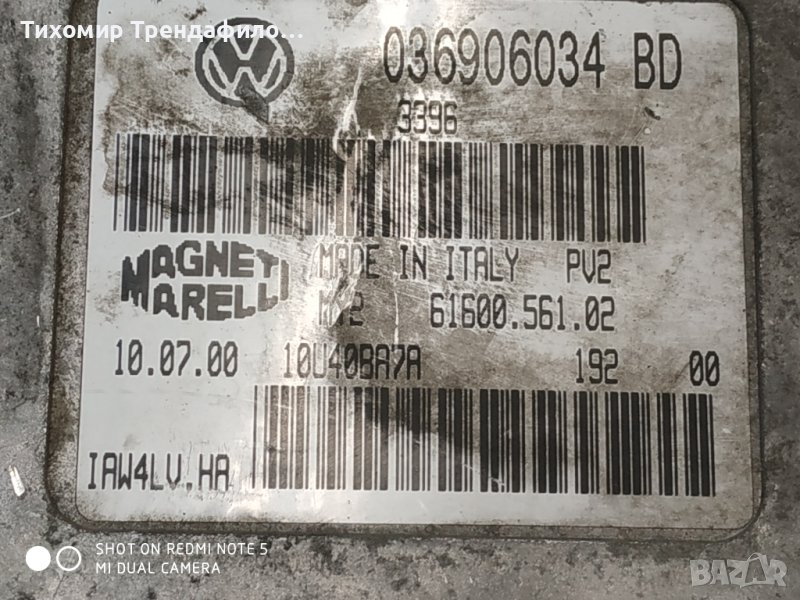 Тихомир Трендафило...
036906034 BD
3396
MAGNETI MARELLI
MADE IN ITALY PV2
61600.561.02
10.07.00 10U40BA7A 192 00
IAW4LV.HA
SHOT ON REDMI NOTE 5
MI DUAL CAMERA
BAZAR